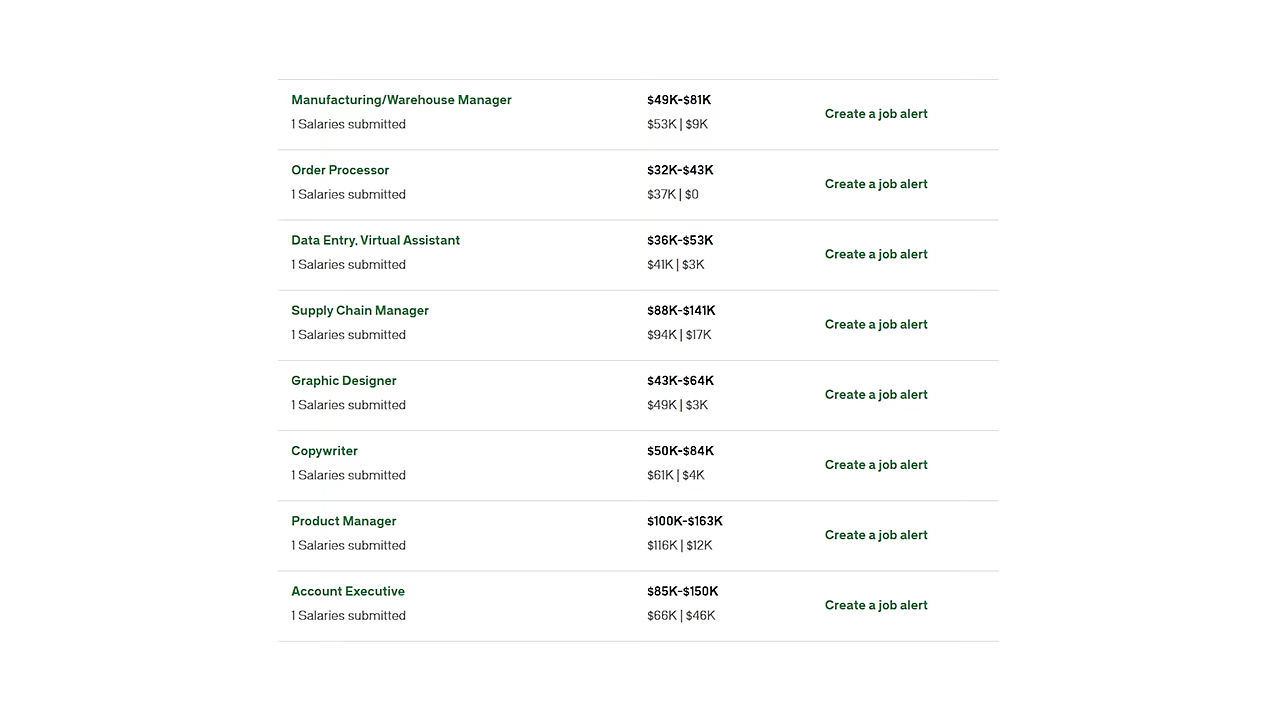 Manufacturing/Warehouse Manager
$49K-$81K
Create a job alert
1 Salaries submitted
$53K | $9K
Order Processor
$32K-$43K
Create a job alert
1 Salaries submitted
$37K | $0
Data Entry, Virtual Assistant
$36K-$53K
Create a job alert
1 Salaries submitted
$41K | $3K
Supply Chain Manager
$88K-$141K
Create a job alert
1 Salaries submitted
$94K | $17K
Graphic Designer
$43K-$64K
Create a job alert
1 Salaries submitted
$49K | $3K
Copywriter
$50K-$84K
Create a job alert
1 Salaries submitted
$61K | $4K
Product Manager
$100K-$163K
Create a job alert
1 Salaries submitted
$116K | $12K
Account Executive
$85K-$150K
Create a job alert
1 Salaries submitted
$66K | $46K